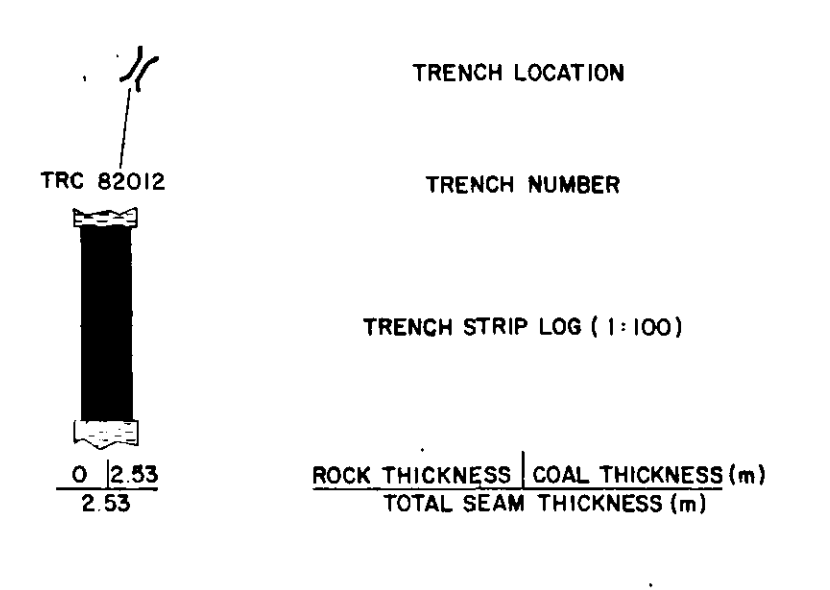 TRENCH LOCATION
TRC 82012 TRENCH NUMBER
TRENCH STRIP LOG (1:100)
0 | 2.53 ROCK THICKNESS | COAL THICKNESS (m)
2.53 TOTAL SEAM THICKNESS (m)